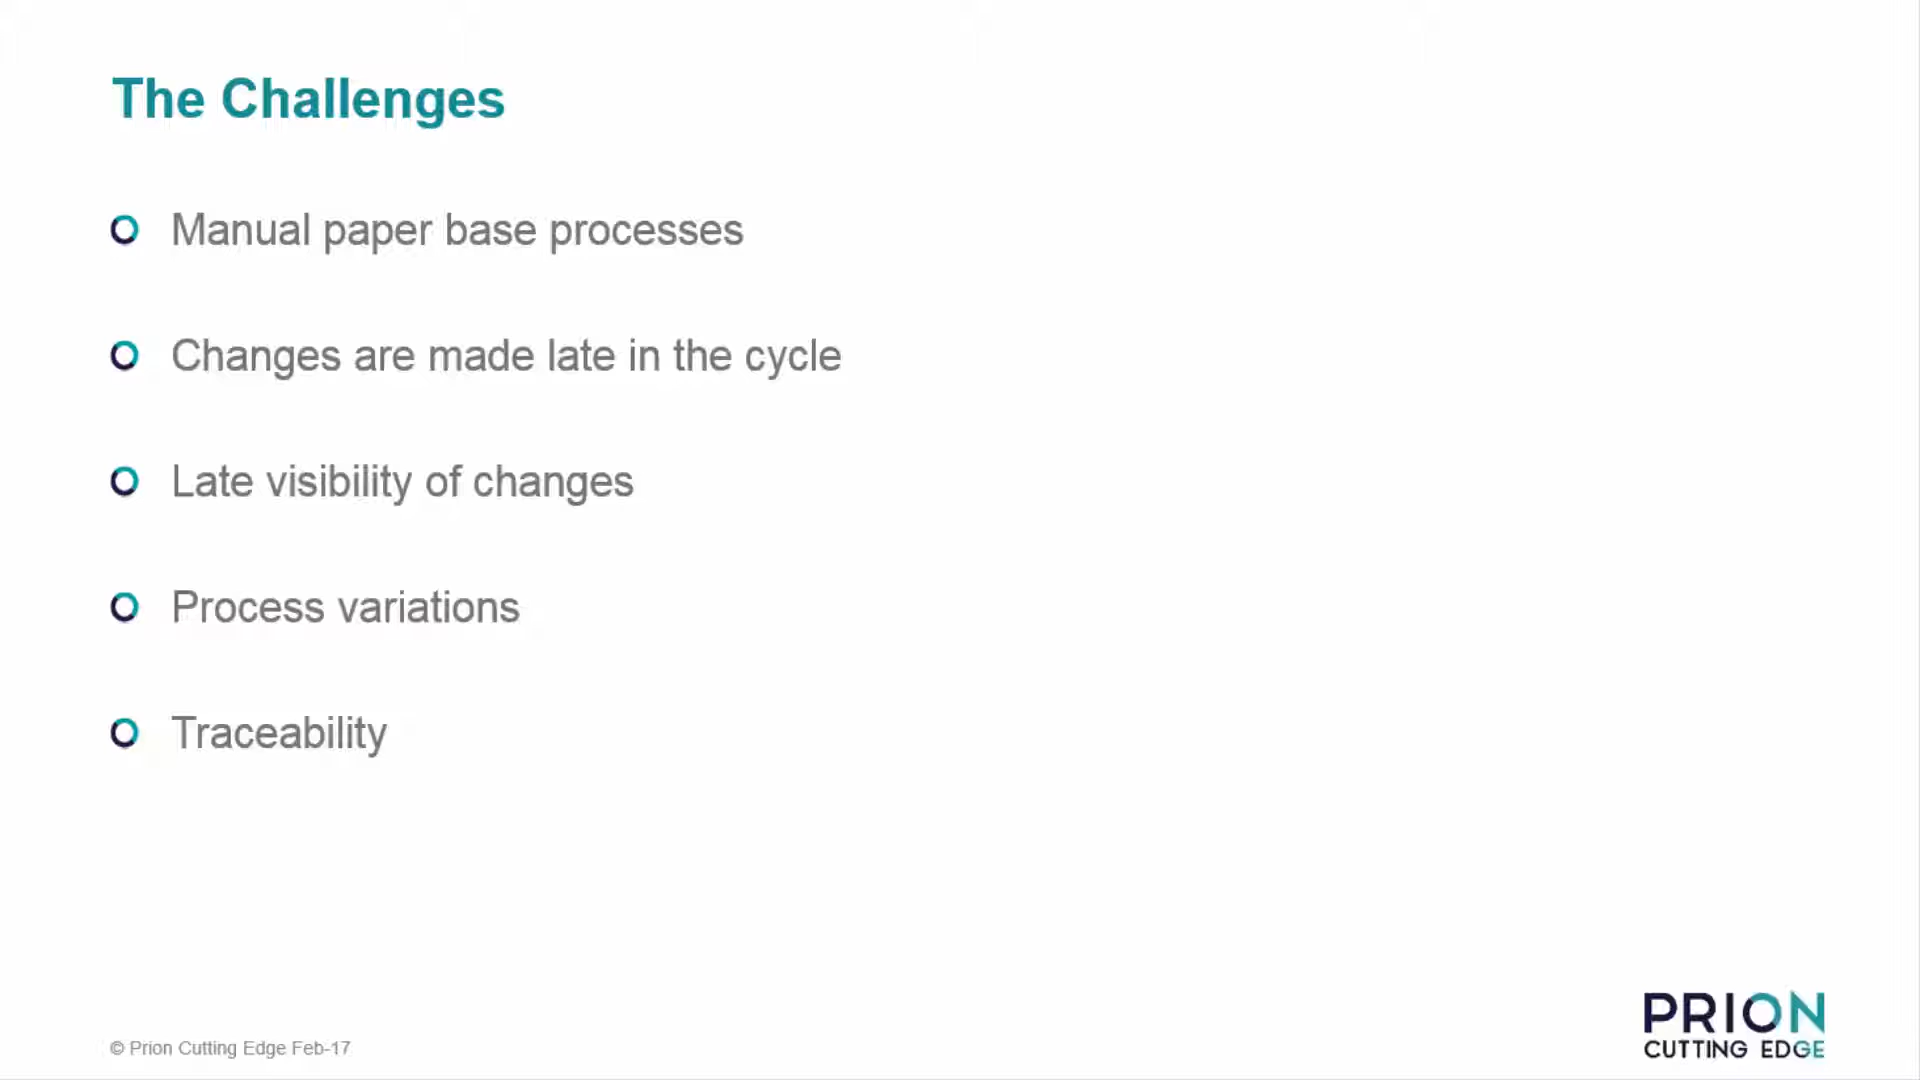 The Challenges
Manual paper base processes
Changes are made late in the cycle
Late visibility of changes
Process variations
Traceability
© Prion Cutting Edge Feb-17
PRION
CUTTING EDGE